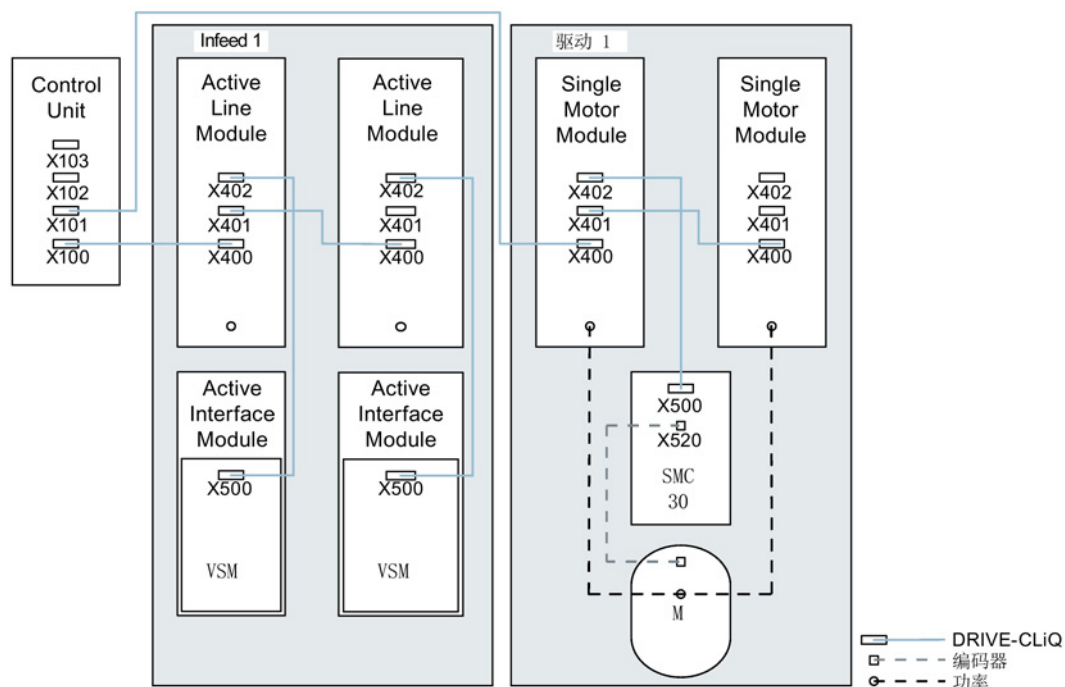 Infeed 1
驱动 1
Control
Unit
X103
X102
X101
X100
Active
Line
Module
X402
X401
X400
Active
Line
Module
X402
X401
X400
Single
Motor
Module
X402
X401
X400
Single
Motor
Module
X402
X401
X400
Active
Interface
Module
X500
VSM
Active
Interface
Module
X500
VSM
X500
X520
SMC
30
M
DRIVE-CLiQ
编码器
功率